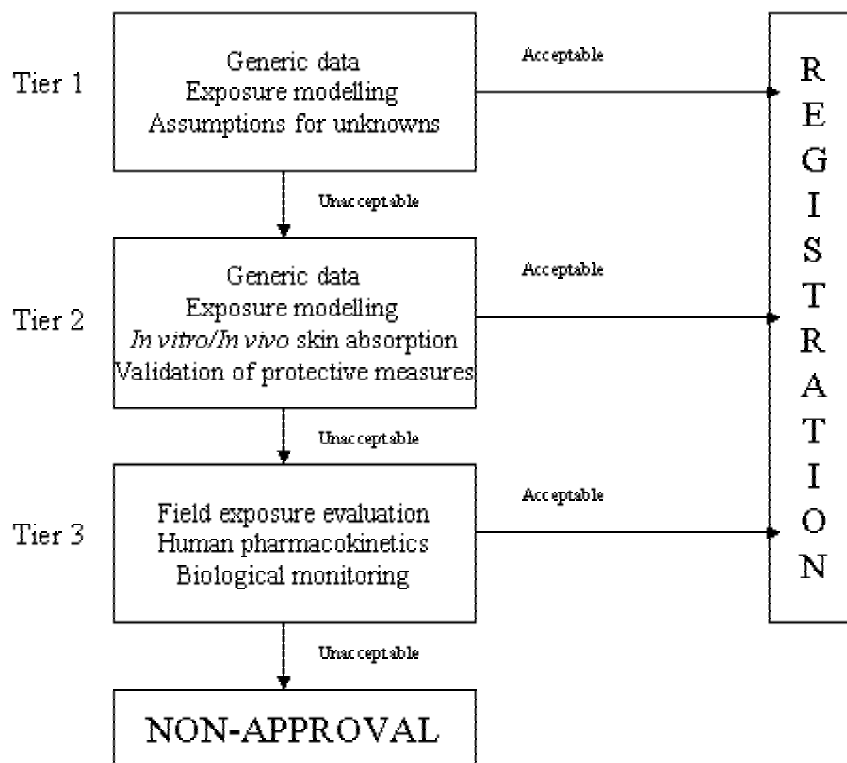 Tier 1
Generic data
Exposure modelling
Assumptions for unknowns
Acceptable
Unacceptable
Tier 2
Generic data
Exposure modelling
In vitro/In vivo skin absorption
Validation of protective measures
Acceptable
Unacceptable
Tier 3
Field exposure evaluation
Human pharmacokinetics
Biological monitoring
Acceptable
Unacceptable
NON-APPROVAL
REGISTRATION